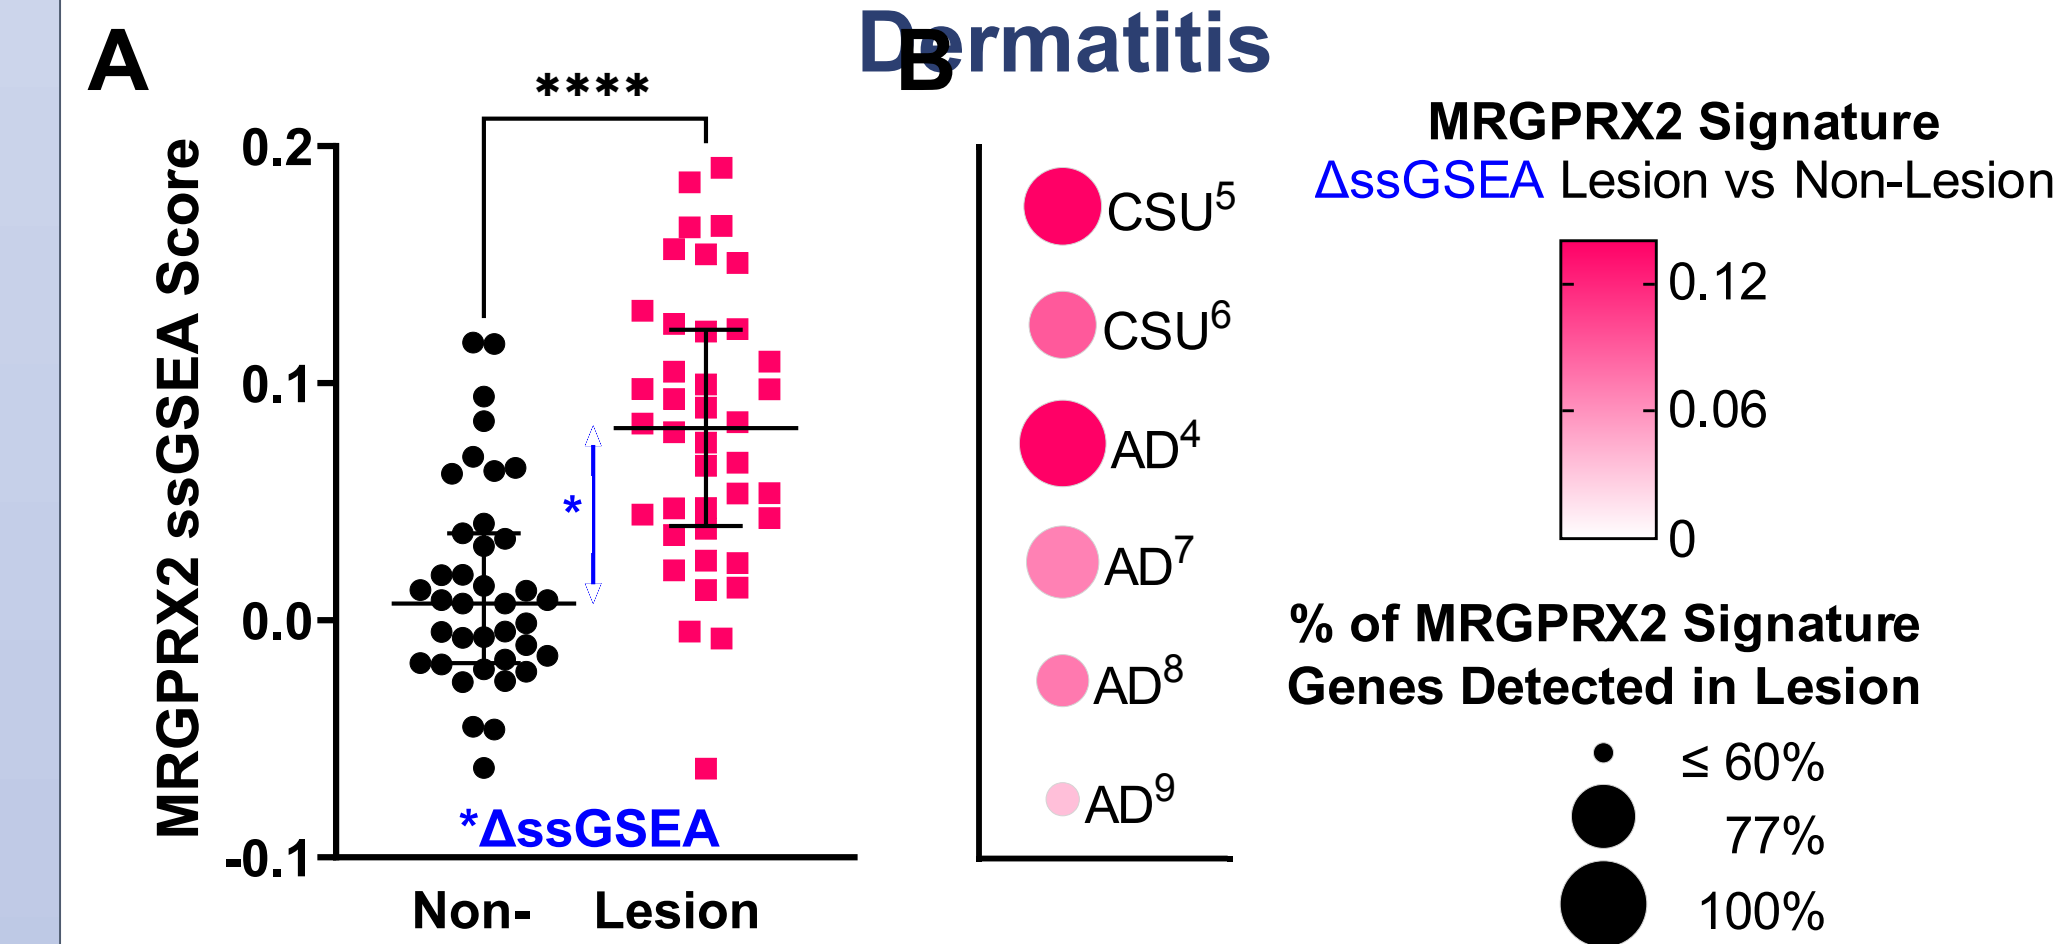 Dermatitis
A
****
MRGPRX2 ssGSEA Score
0.2
0.1
0.0
-0.1
*
*ΔssGSEA
Non-
Lesion
B
CSU⁵
CSU⁶
AD⁴
AD⁷
AD⁸
AD⁹
MRGPRX2 Signature
ΔssGSEA Lesion vs Non-Lesion
0.12
0.06
0
% of MRGPRX2 Signature
Genes Detected in Lesion
≤ 60%
77%
100%